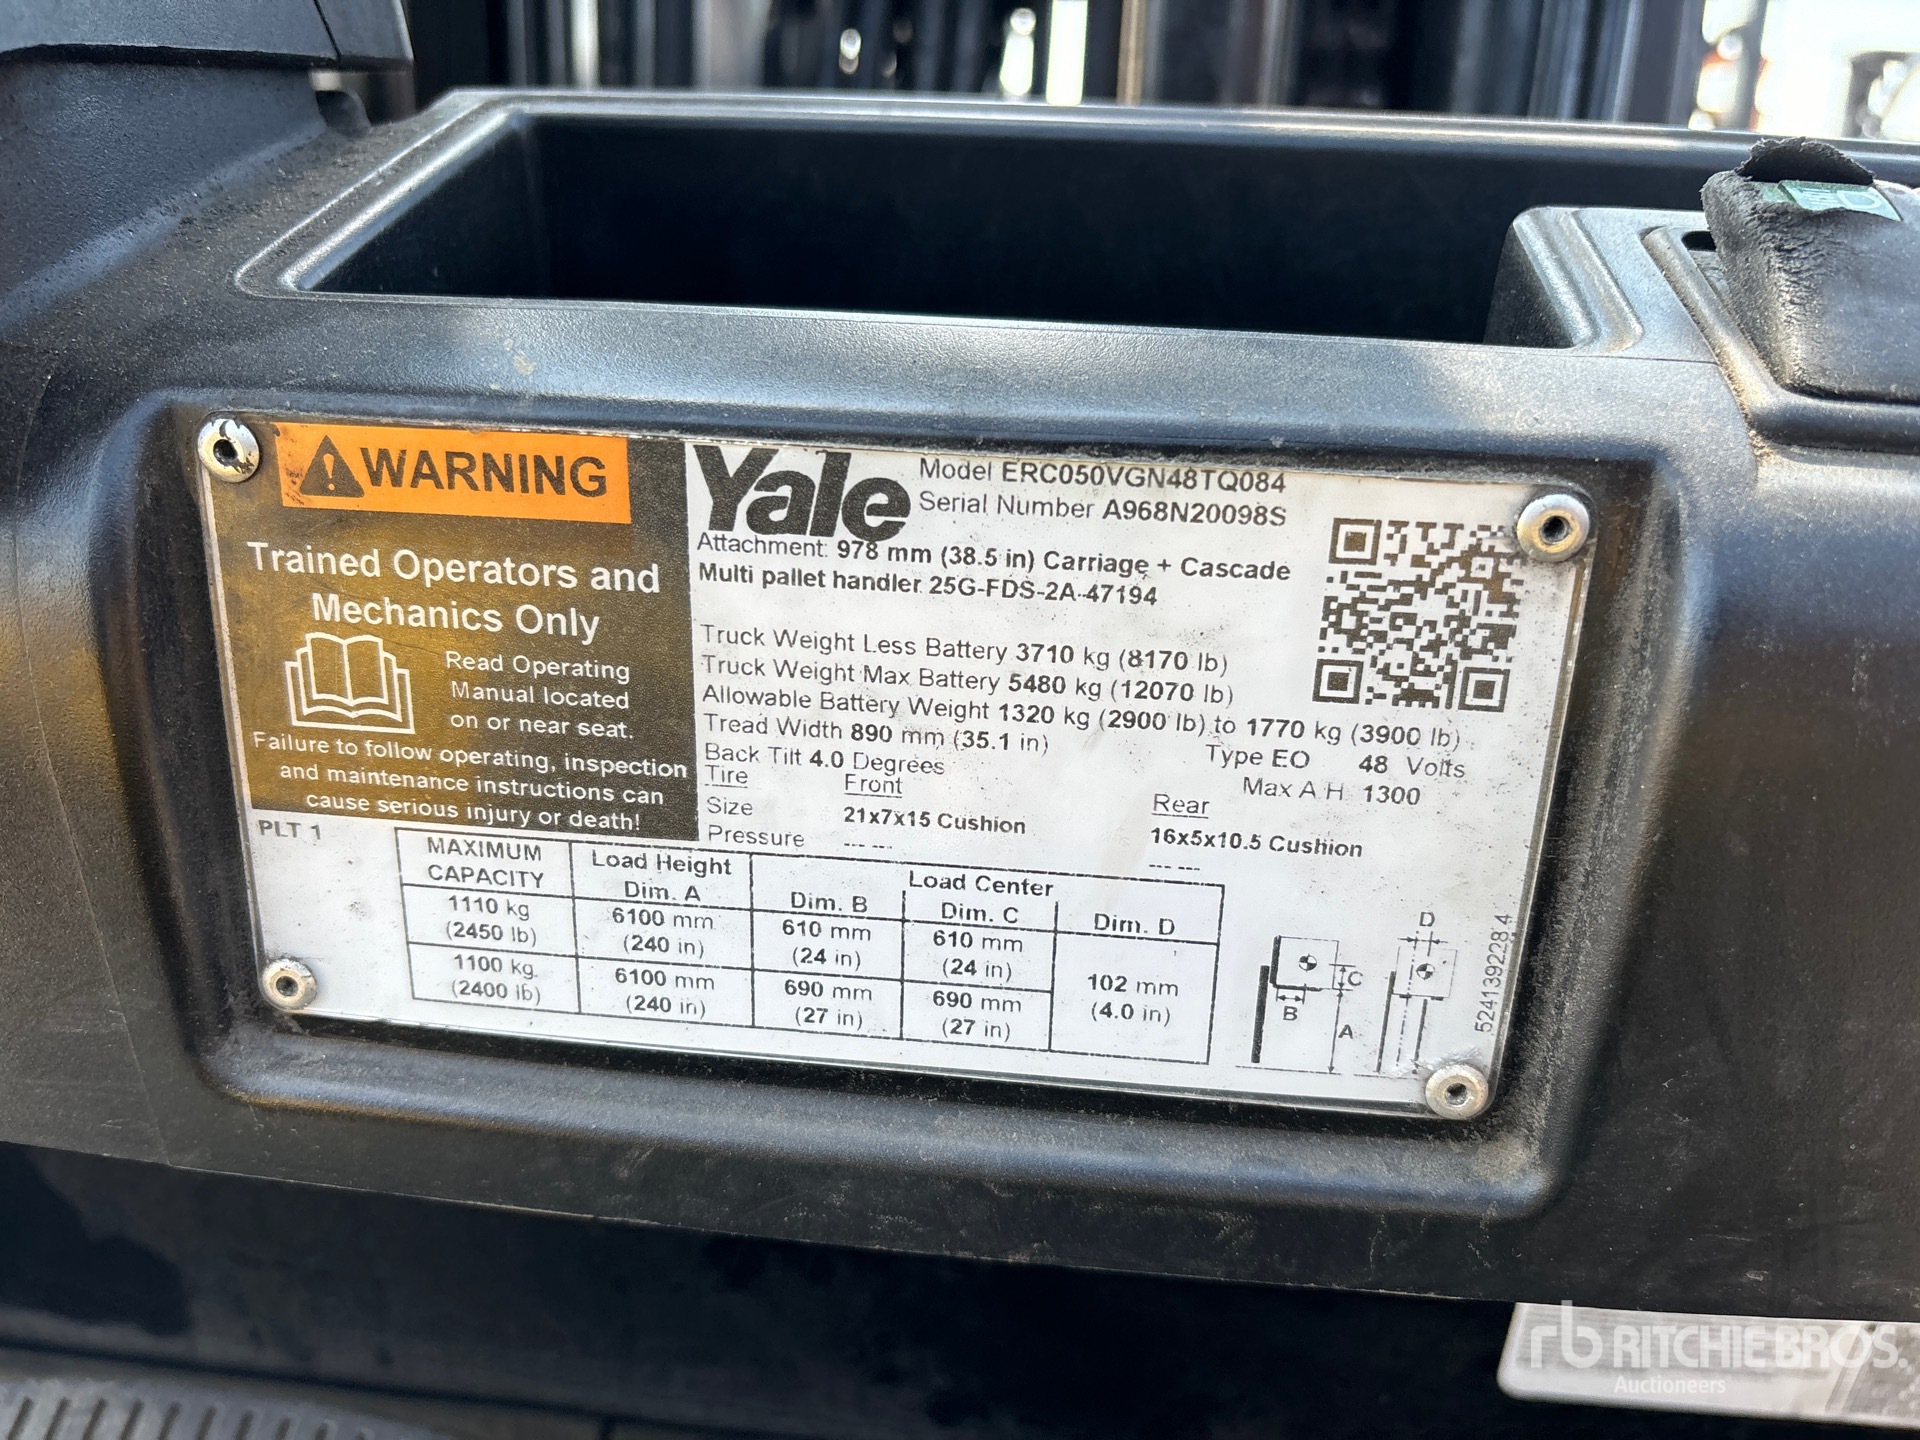 WARNING
Trained Operators and
Mechanics Only
Read Operating
Manual located
on or near seat.
Failure to follow operating, inspection
and maintenance instructions can
cause serious injury or death!
Yale
Model ERC050VGN48TQ084
Serial Number A968N20098S
Attachment: 978 mm (38.5 in) Carriage + Cascade
Multi pallet handler 25G-FDS-2A-47194
Truck Weight Less Battery 3710 kg (8170 lb)
Truck Weight Max Battery 5480 kg (12070 lb)
Allowable Battery Weight 1320 kg (2900 lb) to 1770 kg (3900 lb)
Tread Width 890 mm (35.1 in)
Type EO 48 Volts
Back Tilt 4.0 Degrees
Max A H 1300
Tire Front Rear
Size 21x7x15 Cushion 16x5x10.5 Cushion
Pressure --- --- --- ---
PLT 1
MAXIMUM CAPACITY Load Height Dim. A Load Center
Dim. B Dim. C Dim. D
1110 kg (2450 lb) 6100 mm (240 in) 610 mm (24 in) 610 mm (24 in) 102 mm (4.0 in)
1100 kg (2400 lb) 6100 mm (240 in) 690 mm (27 in) 690 mm (27 in)
D
C
B
A
524139228 4
rb RITCHIE BROS.
Auctioneers